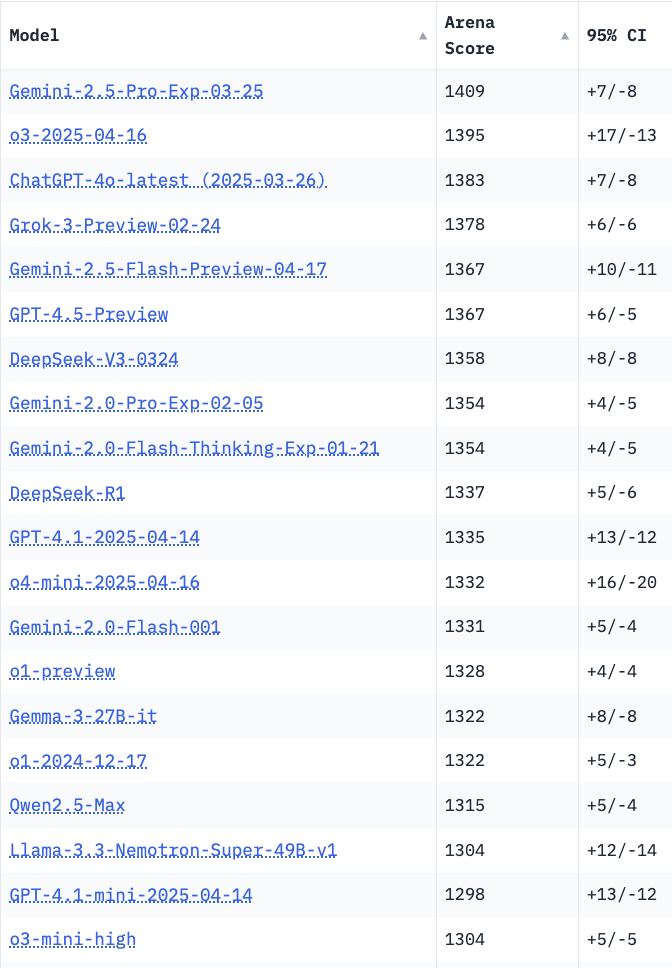 Model ▲ Arena Score ▲ 95% CI
Gemini-2.5-Pro-Exp-03-25 1409 +7/-8
o3-2025-04-16 1395 +17/-13
ChatGPT-4o-latest (2025-03-26) 1383 +7/-8
Grok-3-Preview-02-24 1378 +6/-6
Gemini-2.5-Flash-Preview-04-17 1367 +10/-11
GPT-4.5-Preview 1367 +6/-5
DeepSeek-V3-0324 1358 +8/-8
Gemini-2.0-Pro-Exp-02-05 1354 +4/-5
Gemini-2.0-Flash-Thinking-Exp-01-21 1354 +4/-5
DeepSeek-R1 1337 +5/-6
GPT-4.1-2025-04-14 1335 +13/-12
o4-mini-2025-04-16 1332 +16/-20
Gemini-2.0-Flash-001 1331 +5/-4
o1-preview 1328 +4/-4
Gemma-3-27B-it 1322 +8/-8
o1-2024-12-17 1322 +5/-3
Qwen2.5-Max 1315 +5/-4
Llama-3.3-Nemotron-Super-49B-v1 1304 +12/-14
GPT-4.1-mini-2025-04-14 1298 +13/-12
o3-mini-high 1304 +5/-5